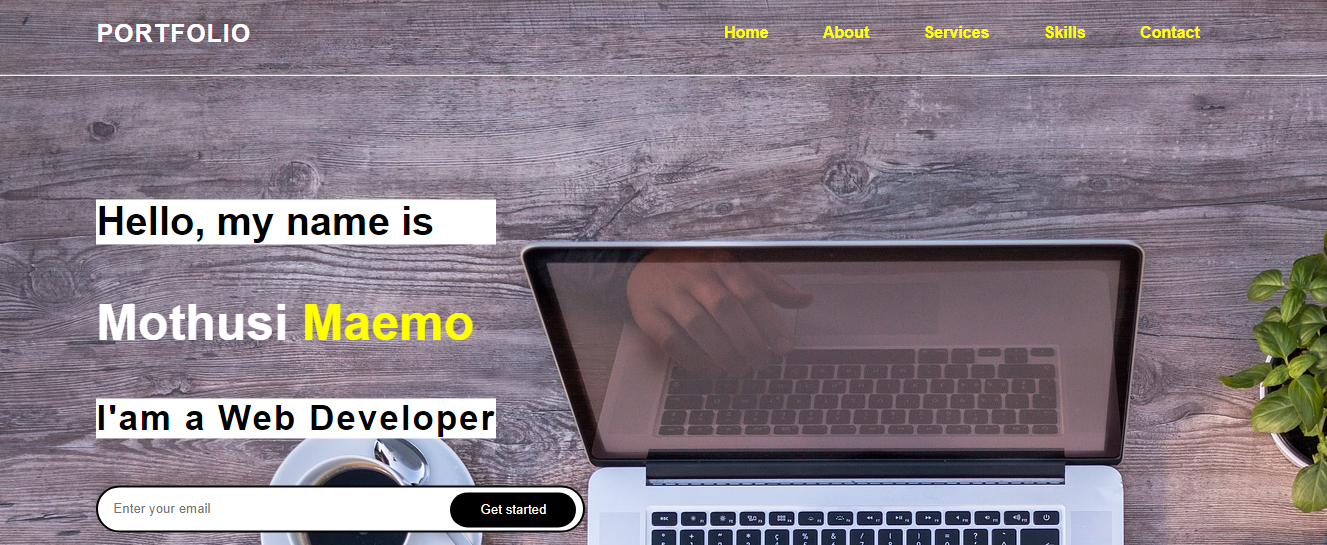 PORTFOLIO
Home About Services Skills Contact
Hello, my name is
Mothusi Maemo
I'am a Web Developer
Enter your email Get started